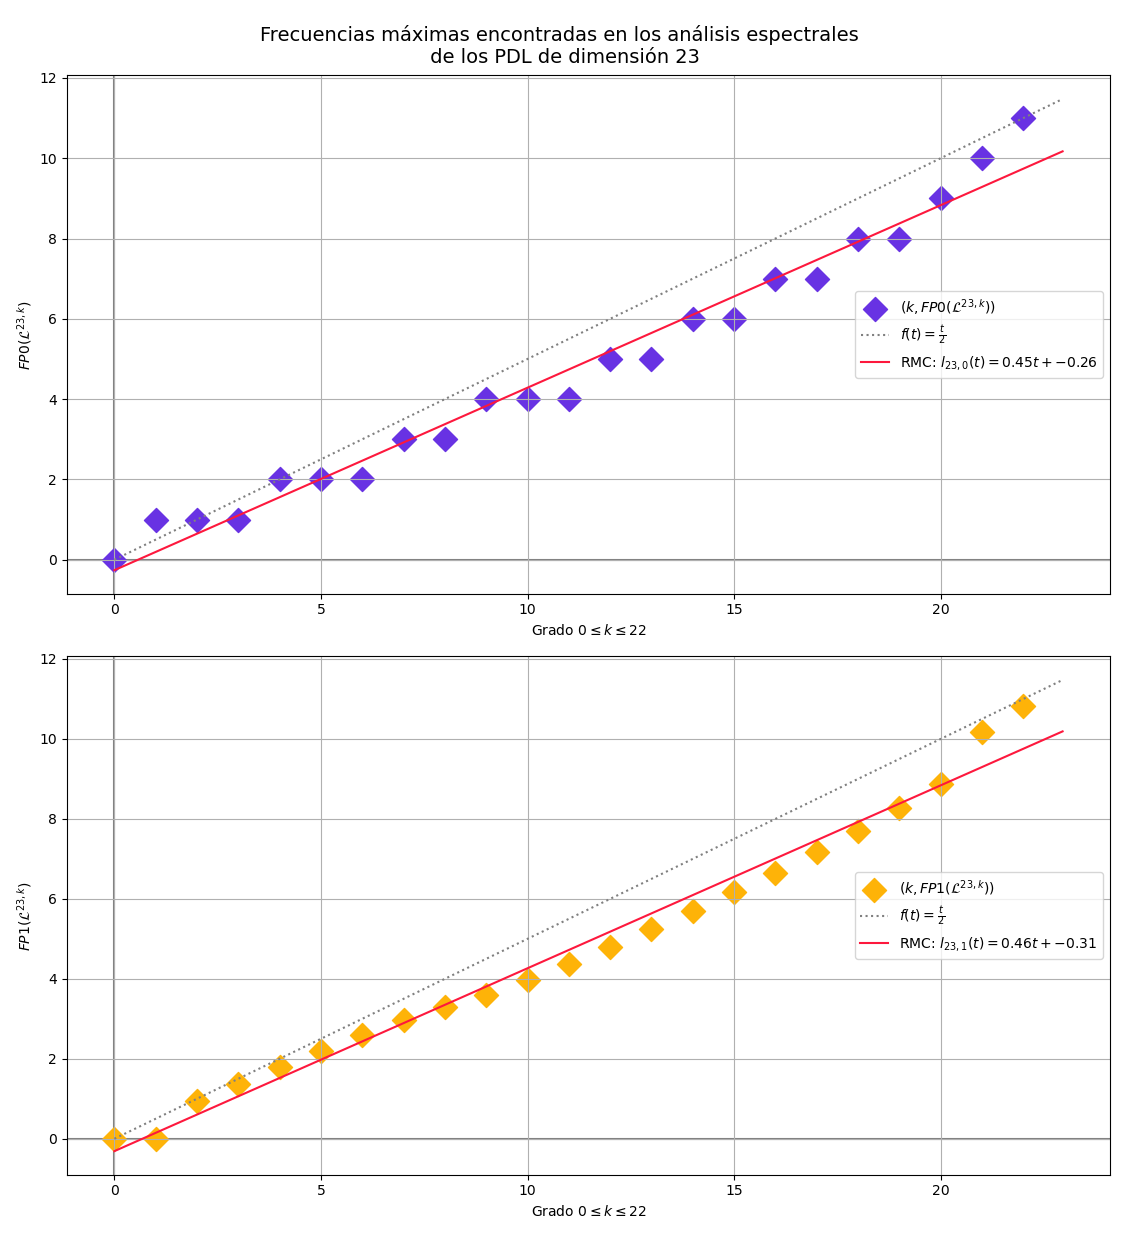 Frecuencias máximas encontradas en los análisis espectrales
de los PDL de dimensión 23
12
10
8
6
4
2
0
FP0(ℒ^{23,k})
(k, FP0(ℒ^{23,k}))
f(t) = t/2
RMC: l_{23,0}(t) = 0.45t + −0.26
0 5 10 15 20
Grado 0 ≤ k ≤ 22
12
10
8
6
4
2
0
FP1(ℒ^{23,k})
(k, FP1(ℒ^{23,k}))
f(t) = t/2
RMC: l_{23,1}(t) = 0.46t + −0.31
0 5 10 15 20
Grado 0 ≤ k ≤ 22